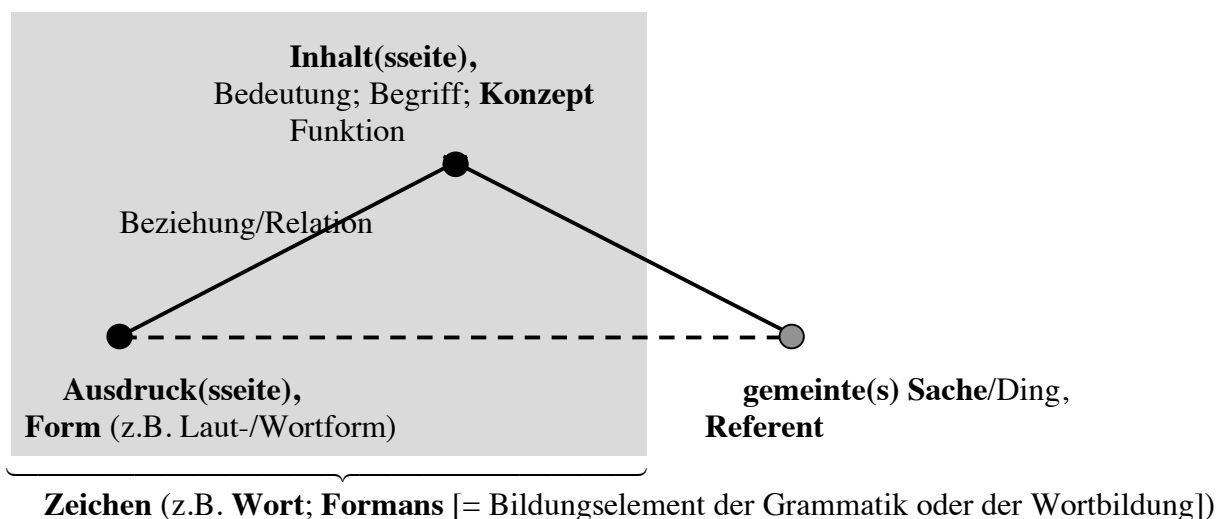 Inhalt(sseite),
Bedeutung; Begriff; Konzept
Funktion
Beziehung/Relation
Ausdruck(sseite),
Form (z.B. Laut-/Wortform)
gemeinte(s) Sache/Ding,
Referent
Zeichen (z.B. Wort; Formans [= Bildungselement der Grammatik oder der Wortbildung])